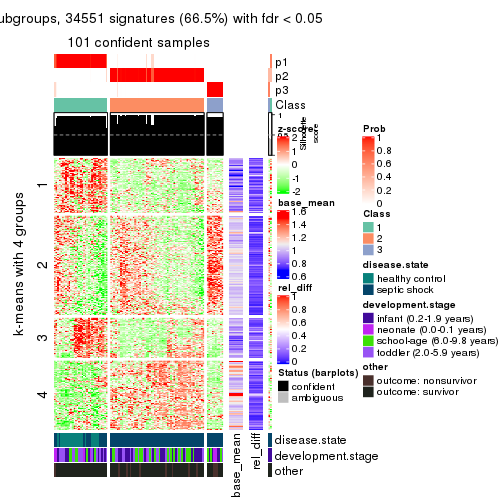 ubgroups, 34551 signatures (66.5%) with fdr < 0.05
101 confident samples
p1
p2
p3
Class
1
Silhouette
score
z-score
2
1
0
-1
-2
Prob
1
0.8
0.6
0.4
0.2
0
base_mean
1.6
1.4
1.2
1
0.8
0.6
Class
1
2
3
disease.state
healthy control
septic shock
rel_diff
1
0.8
0.6
0.4
0.2
0
development.stage
infant (0.2-1.9 years)
neonate (0.0-0.1 years)
school-age (6.0-9.8 years)
toddler (2.0-5.9 years)
Status (barplots)
confident
ambiguous
other
outcome: nonsurvivor
outcome: survivor
k-means with 4 groups
1
2
3
4
disease.state
development.stage
other
base_mean
rel_diff